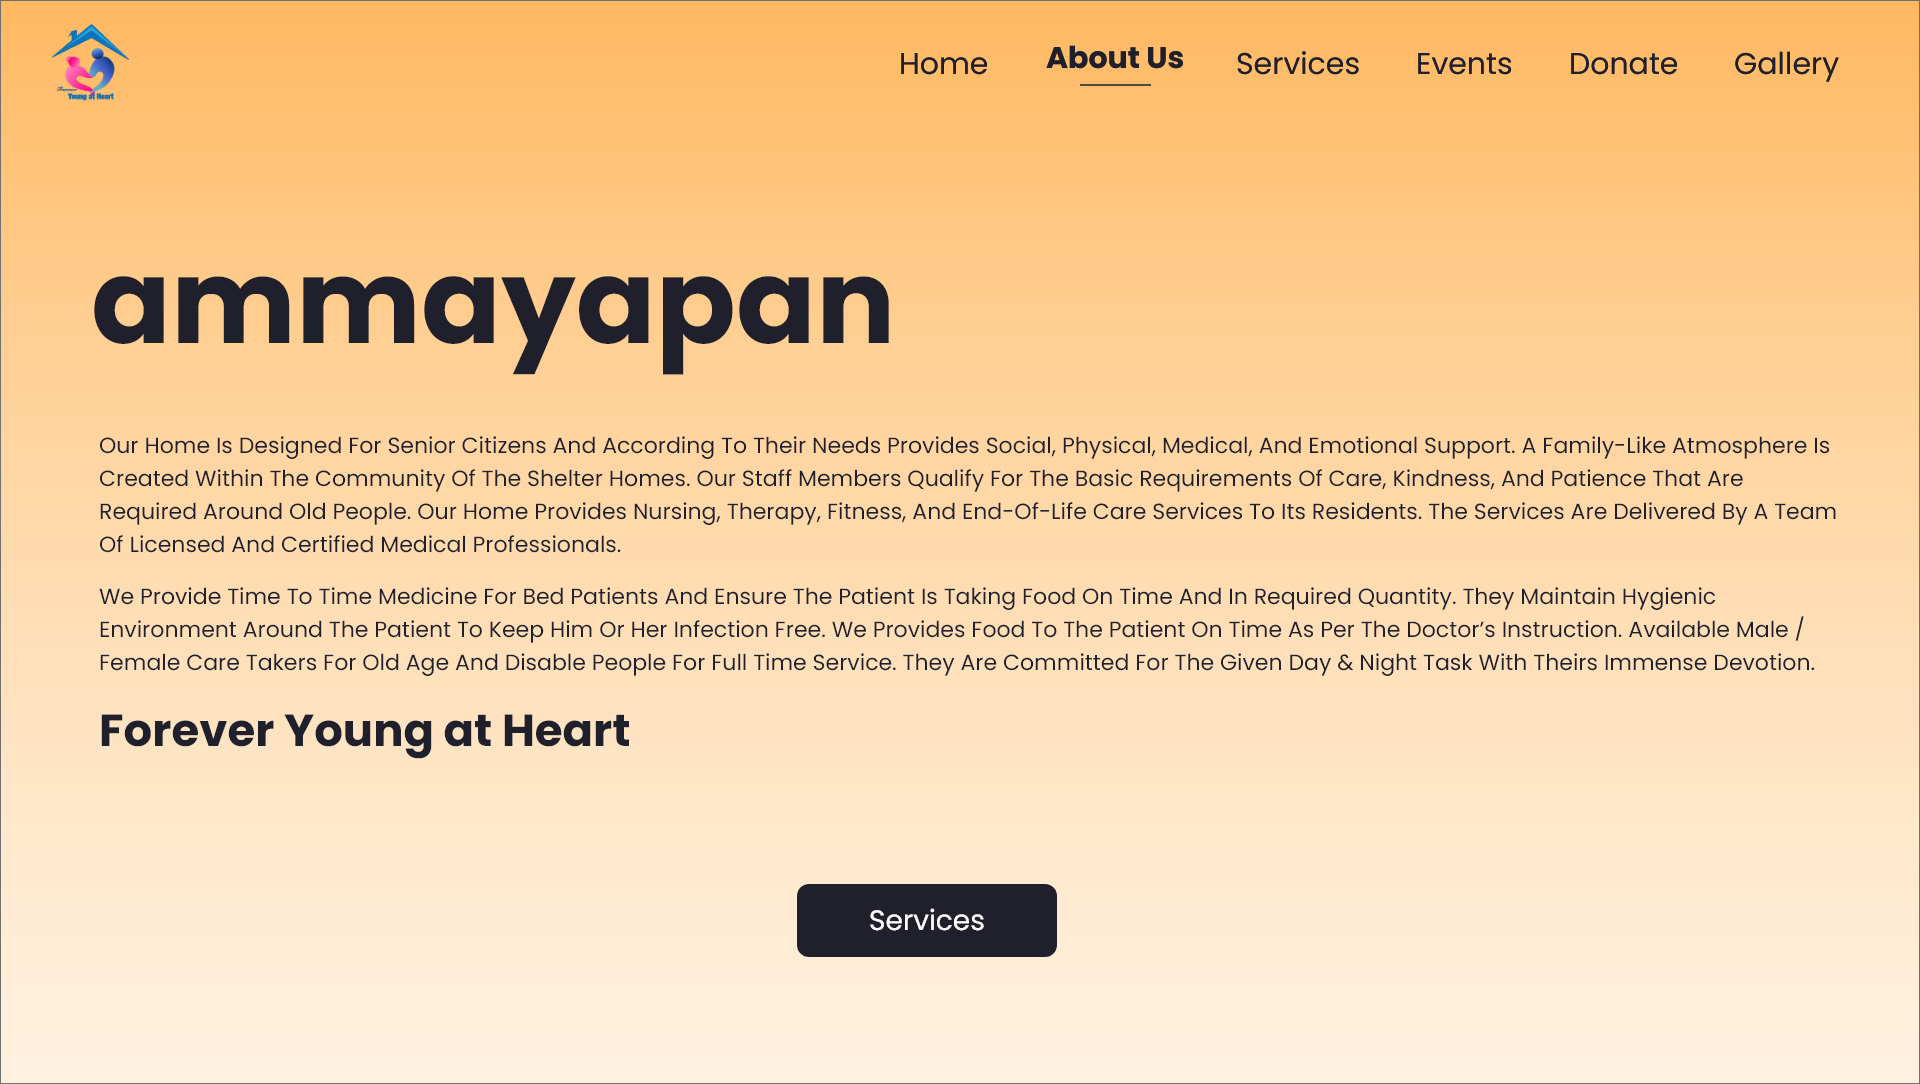 Forever
Young at Heart
Home
About Us
Services
Events
Donate
Gallery
ammayapan
Our Home Is Designed For Senior Citizens And According To Their Needs Provides Social, Physical, Medical, And Emotional Support. A Family-Like Atmosphere Is
Created Within The Community Of The Shelter Homes. Our Staff Members Qualify For The Basic Requirements Of Care, Kindness, And Patience That Are
Required Around Old People. Our Home Provides Nursing, Therapy, Fitness, And End-Of-Life Care Services To Its Residents. The Services Are Delivered By A Team
Of Licensed And Certified Medical Professionals.
We Provide Time To Time Medicine For Bed Patients And Ensure The Patient Is Taking Food On Time And In Required Quantity. They Maintain Hygienic
Environment Around The Patient To Keep Him Or Her Infection Free. We Provides Food To The Patient On Time As Per The Doctor’s Instruction. Available Male /
Female Care Takers For Old Age And Disable People For Full Time Service. They Are Committed For The Given Day & Night Task With Theirs Immense Devotion.
Forever Young at Heart
Services